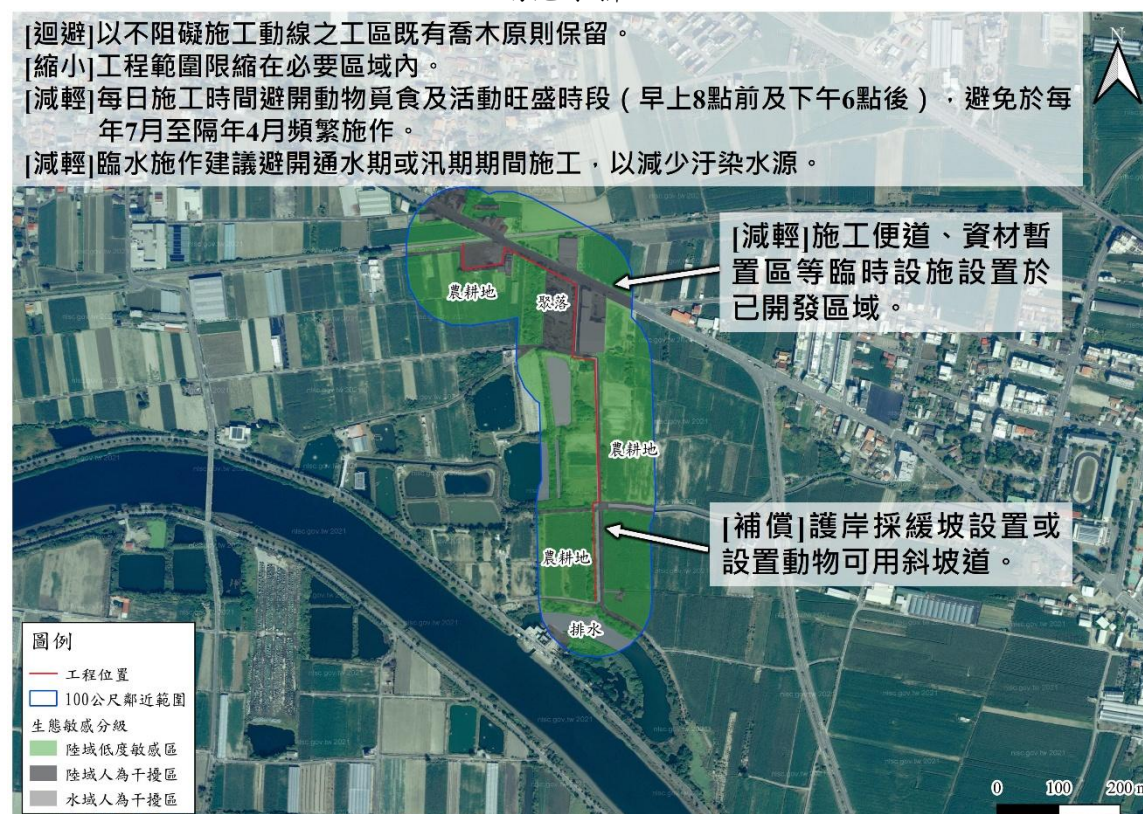 [迴避]以不阻礙施工動線之工區既有喬木原則保留。
[縮小]工程範圍限縮在必要區域內。
[減輕]每日施工時間避開動物覓食及活動旺盛時段（早上8點前及下午6點後），避免於每
年7月至隔年4月頻繁施作。
[減輕]臨水施作建議避開通水期或汛期期間施工，以減少汙染水源。
N
[減輕]施工便道、資材暫
置區等臨時設施設置於
已開發區域。
農耕地
聚落
農耕地
[補償]護岸採緩坡設置或
設置動物可用斜坡道。
農耕地
排水
圖例
工程位置
100公尺鄰近範圍
生態敏感分級
陸域低度敏感區
陸域人為干擾區
水域人為干擾區
0 100 200 m